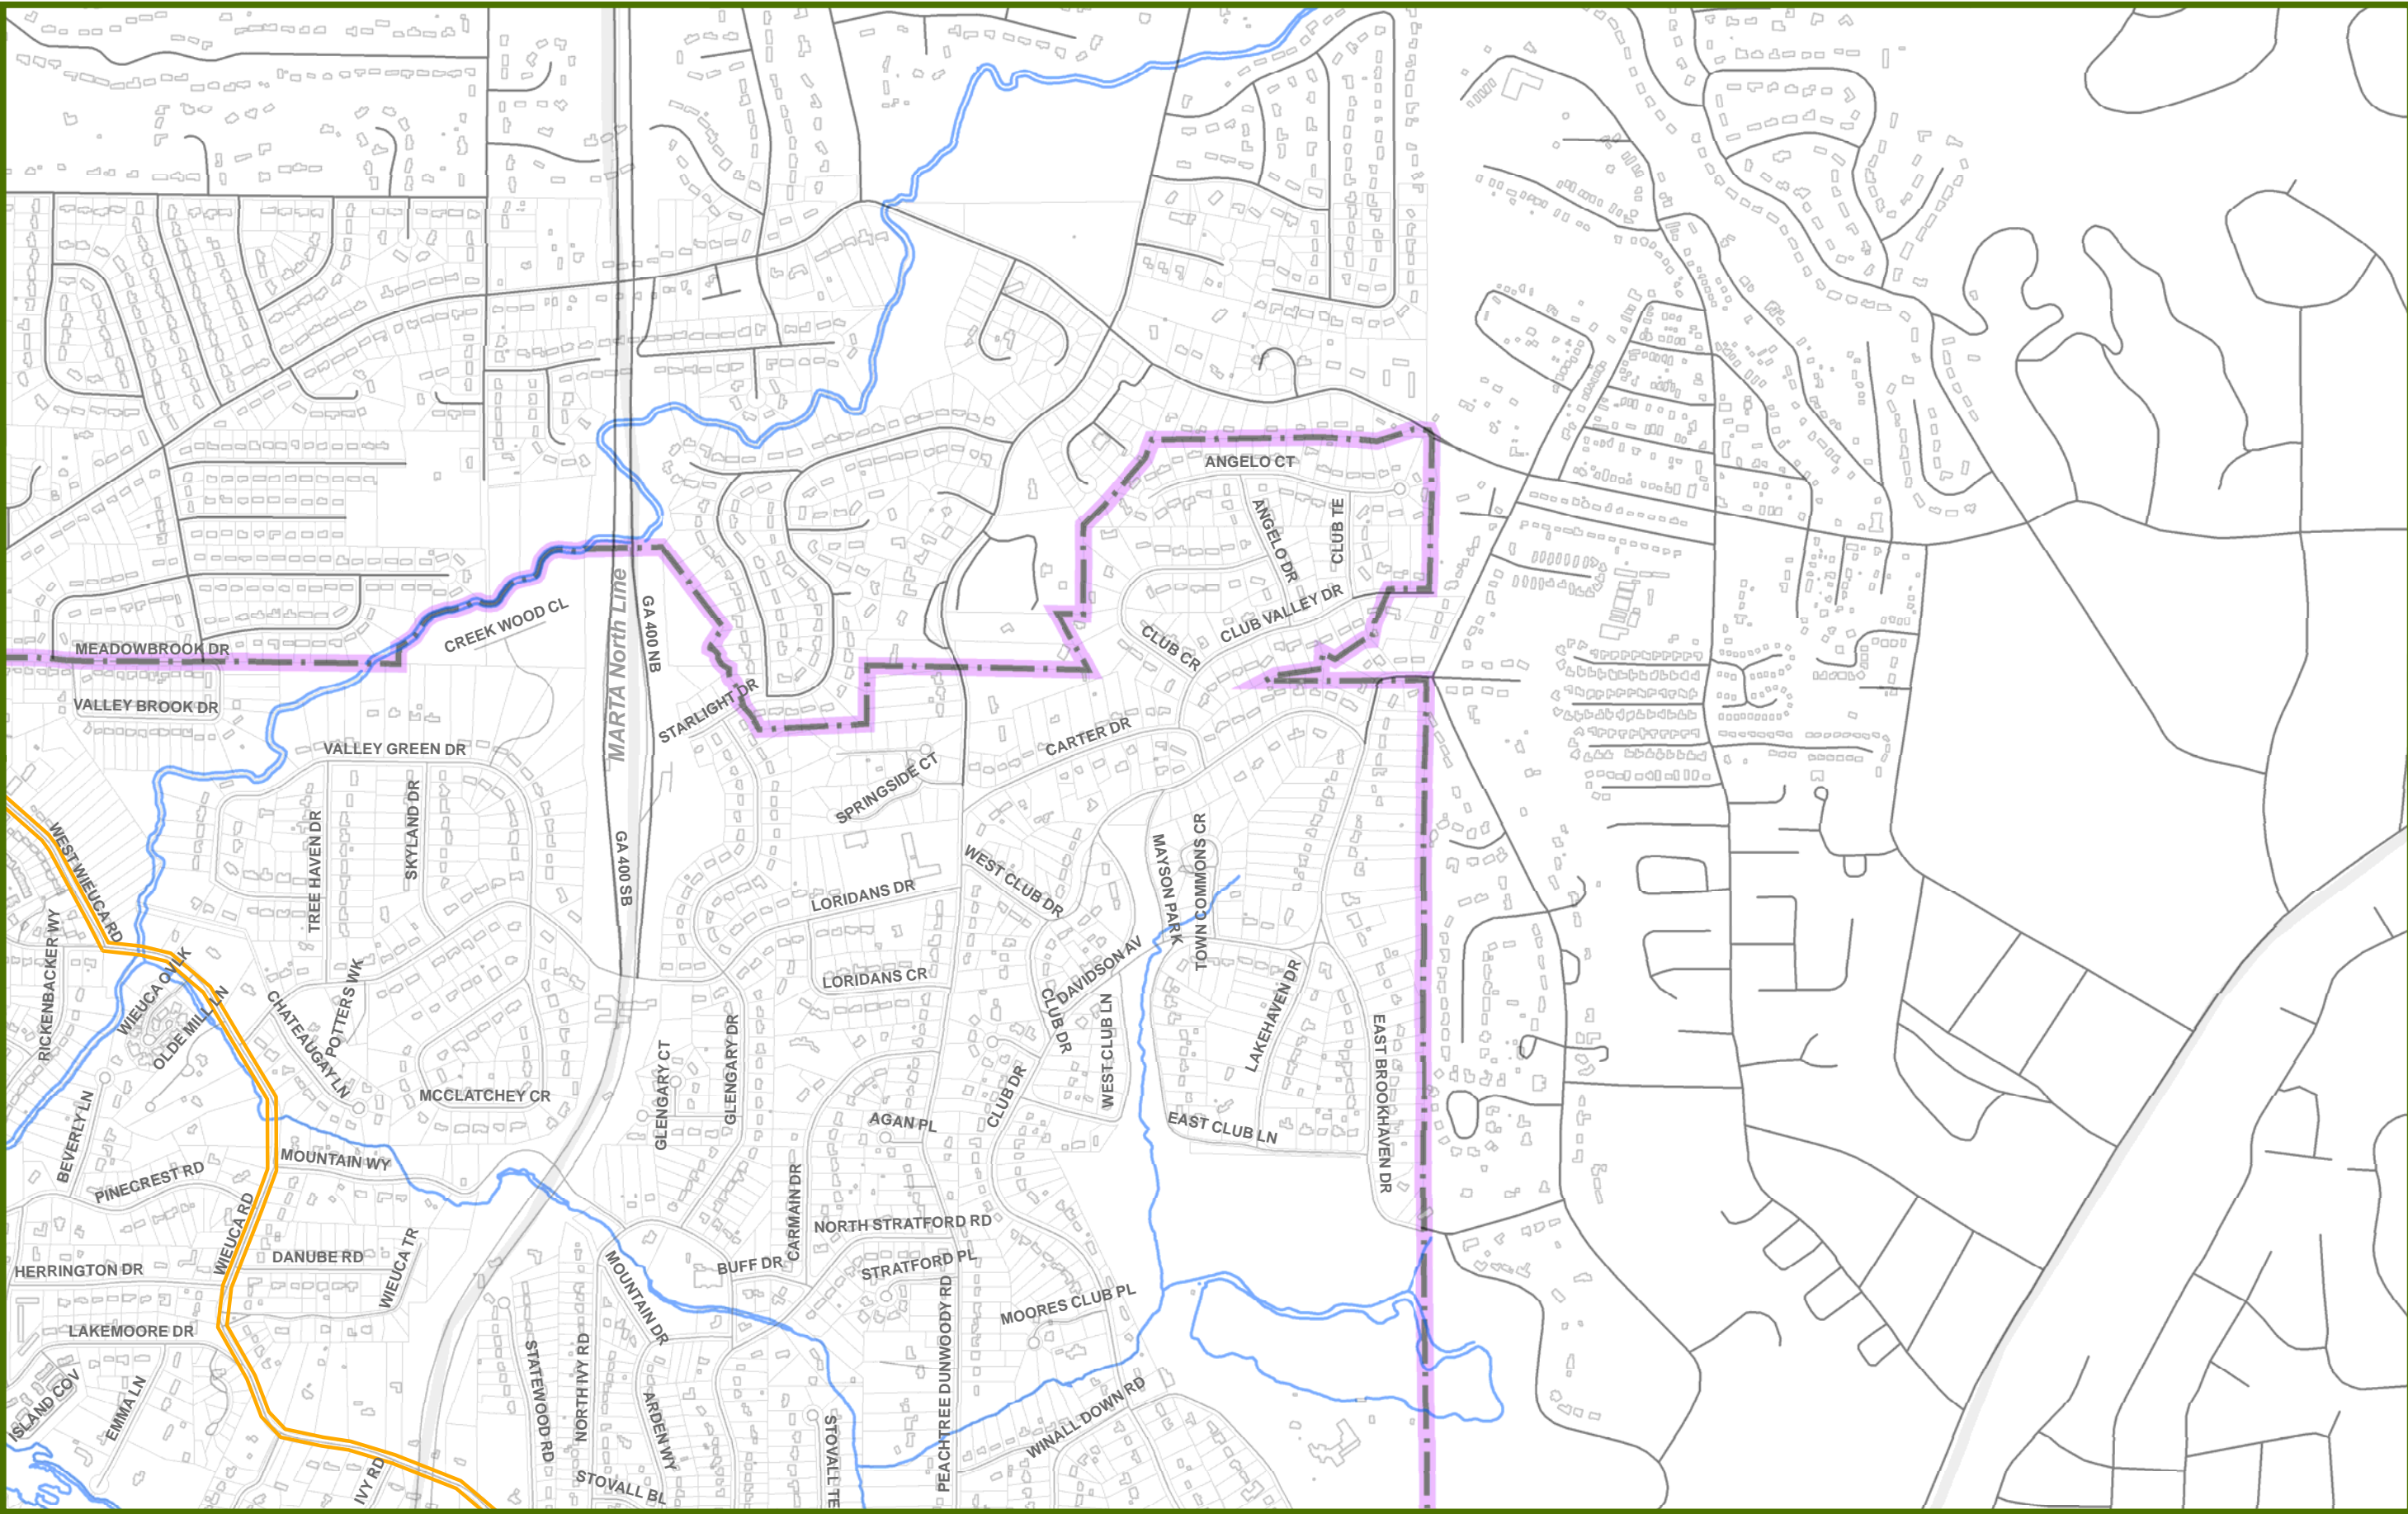 ANGELO CT
ANGELO DR
CLUB TE
MARTA North Line
GA 400 NB
CREEK WOOD CL
CLUB VALLEY DR
CLUB CR
MEADOWBROOK DR
VALLEY BROOK DR
STARLIGHT DR
CARTER DR
VALLEY GREEN DR
SPRINGSIDE CT
TREE HAVEN DR
SKYLAND DR
GA 400 SB
WEST WIEUCA RD
LORIDANS DR
WEST CLUB DR
MAYSON PARK
TOWN COMMONS CR
RICKENBACKER WY
WIEUCA OVLK
OLDE MILL LN
CHATEAUGAY LN
POTTERS WK
LORIDANS CR
DAVIDSON AV
CLUB DR
WEST CLUB LN
LAKEHAVEN DR
EAST BROOKHAVEN DR
MCCLATCHEY CR
GLENGARY CT
GLENGARY DR
CLUB DR
AGAN PL
EAST CLUB LN
BEVERLY LN
PINECREST RD
MOUNTAIN WY
CARMAIN DR
NORTH STRATFORD RD
WIEUCA RD
DANUBE RD
WIEUCA TR
HERRINGTON DR
BUFF DR
STRATFORD PL
MOUNTAIN DR
MOORES CLUB PL
LAKEMOORE DR
PEACHTREE DUNWOODY RD
STATEWOOD RD
NORTH IVY RD
ARDEN WY
ISLAND COV
EMMA LN
WINALL DOWN RD
STOVALL TE
IVY RD
STOVALL BL